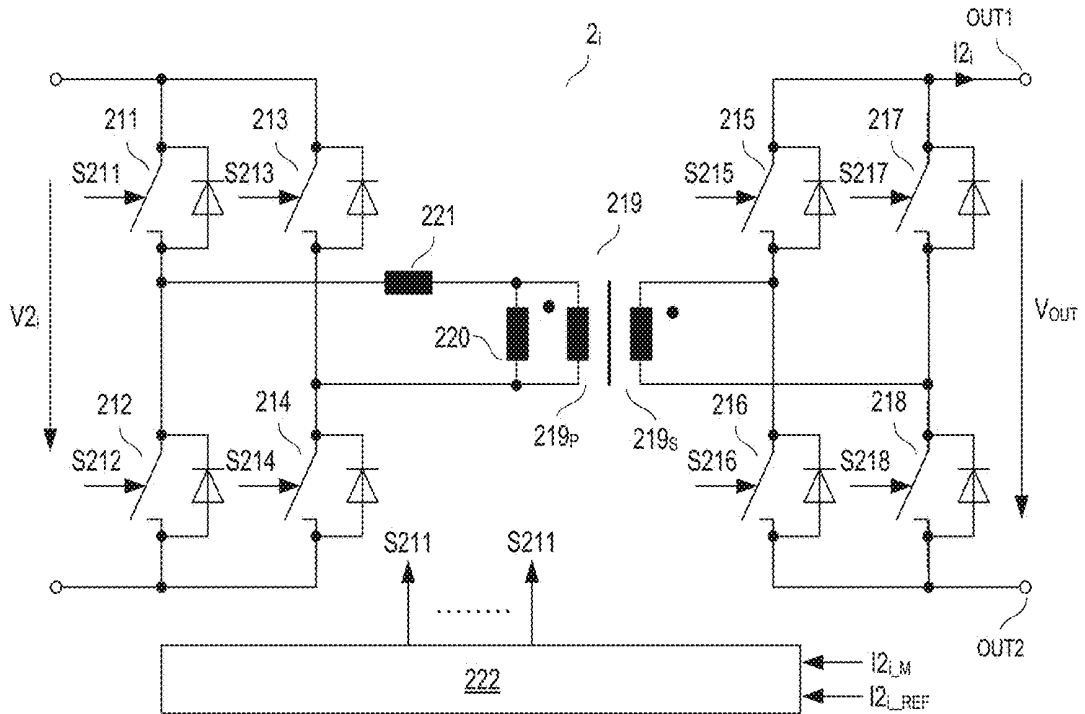 OUT1
2i
I2i
211
213
215
217
S211
S213
S215
S217
219
221
V2i
VOUT
220
212
214
219P
219S
216
218
S212
S214
S216
S218
S211
S211
........
OUT2
222
I2i_M
I2i_REF